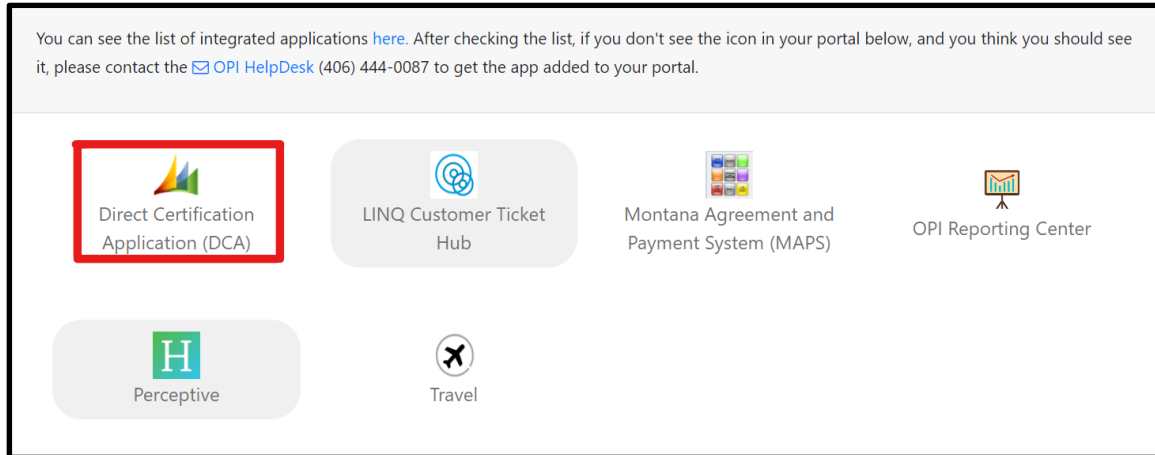 You can see the list of integrated applications here. After checking the list, if you don't see the icon in your portal below, and you think you should see
it, please contact the OPI HelpDesk (406) 444-0087 to get the app added to your portal.
Direct Certification
Application (DCA)
LINQ Customer Ticket
Hub
Montana Agreement and
Payment System (MAPS)
OPI Reporting Center
H
Perceptive
Travel